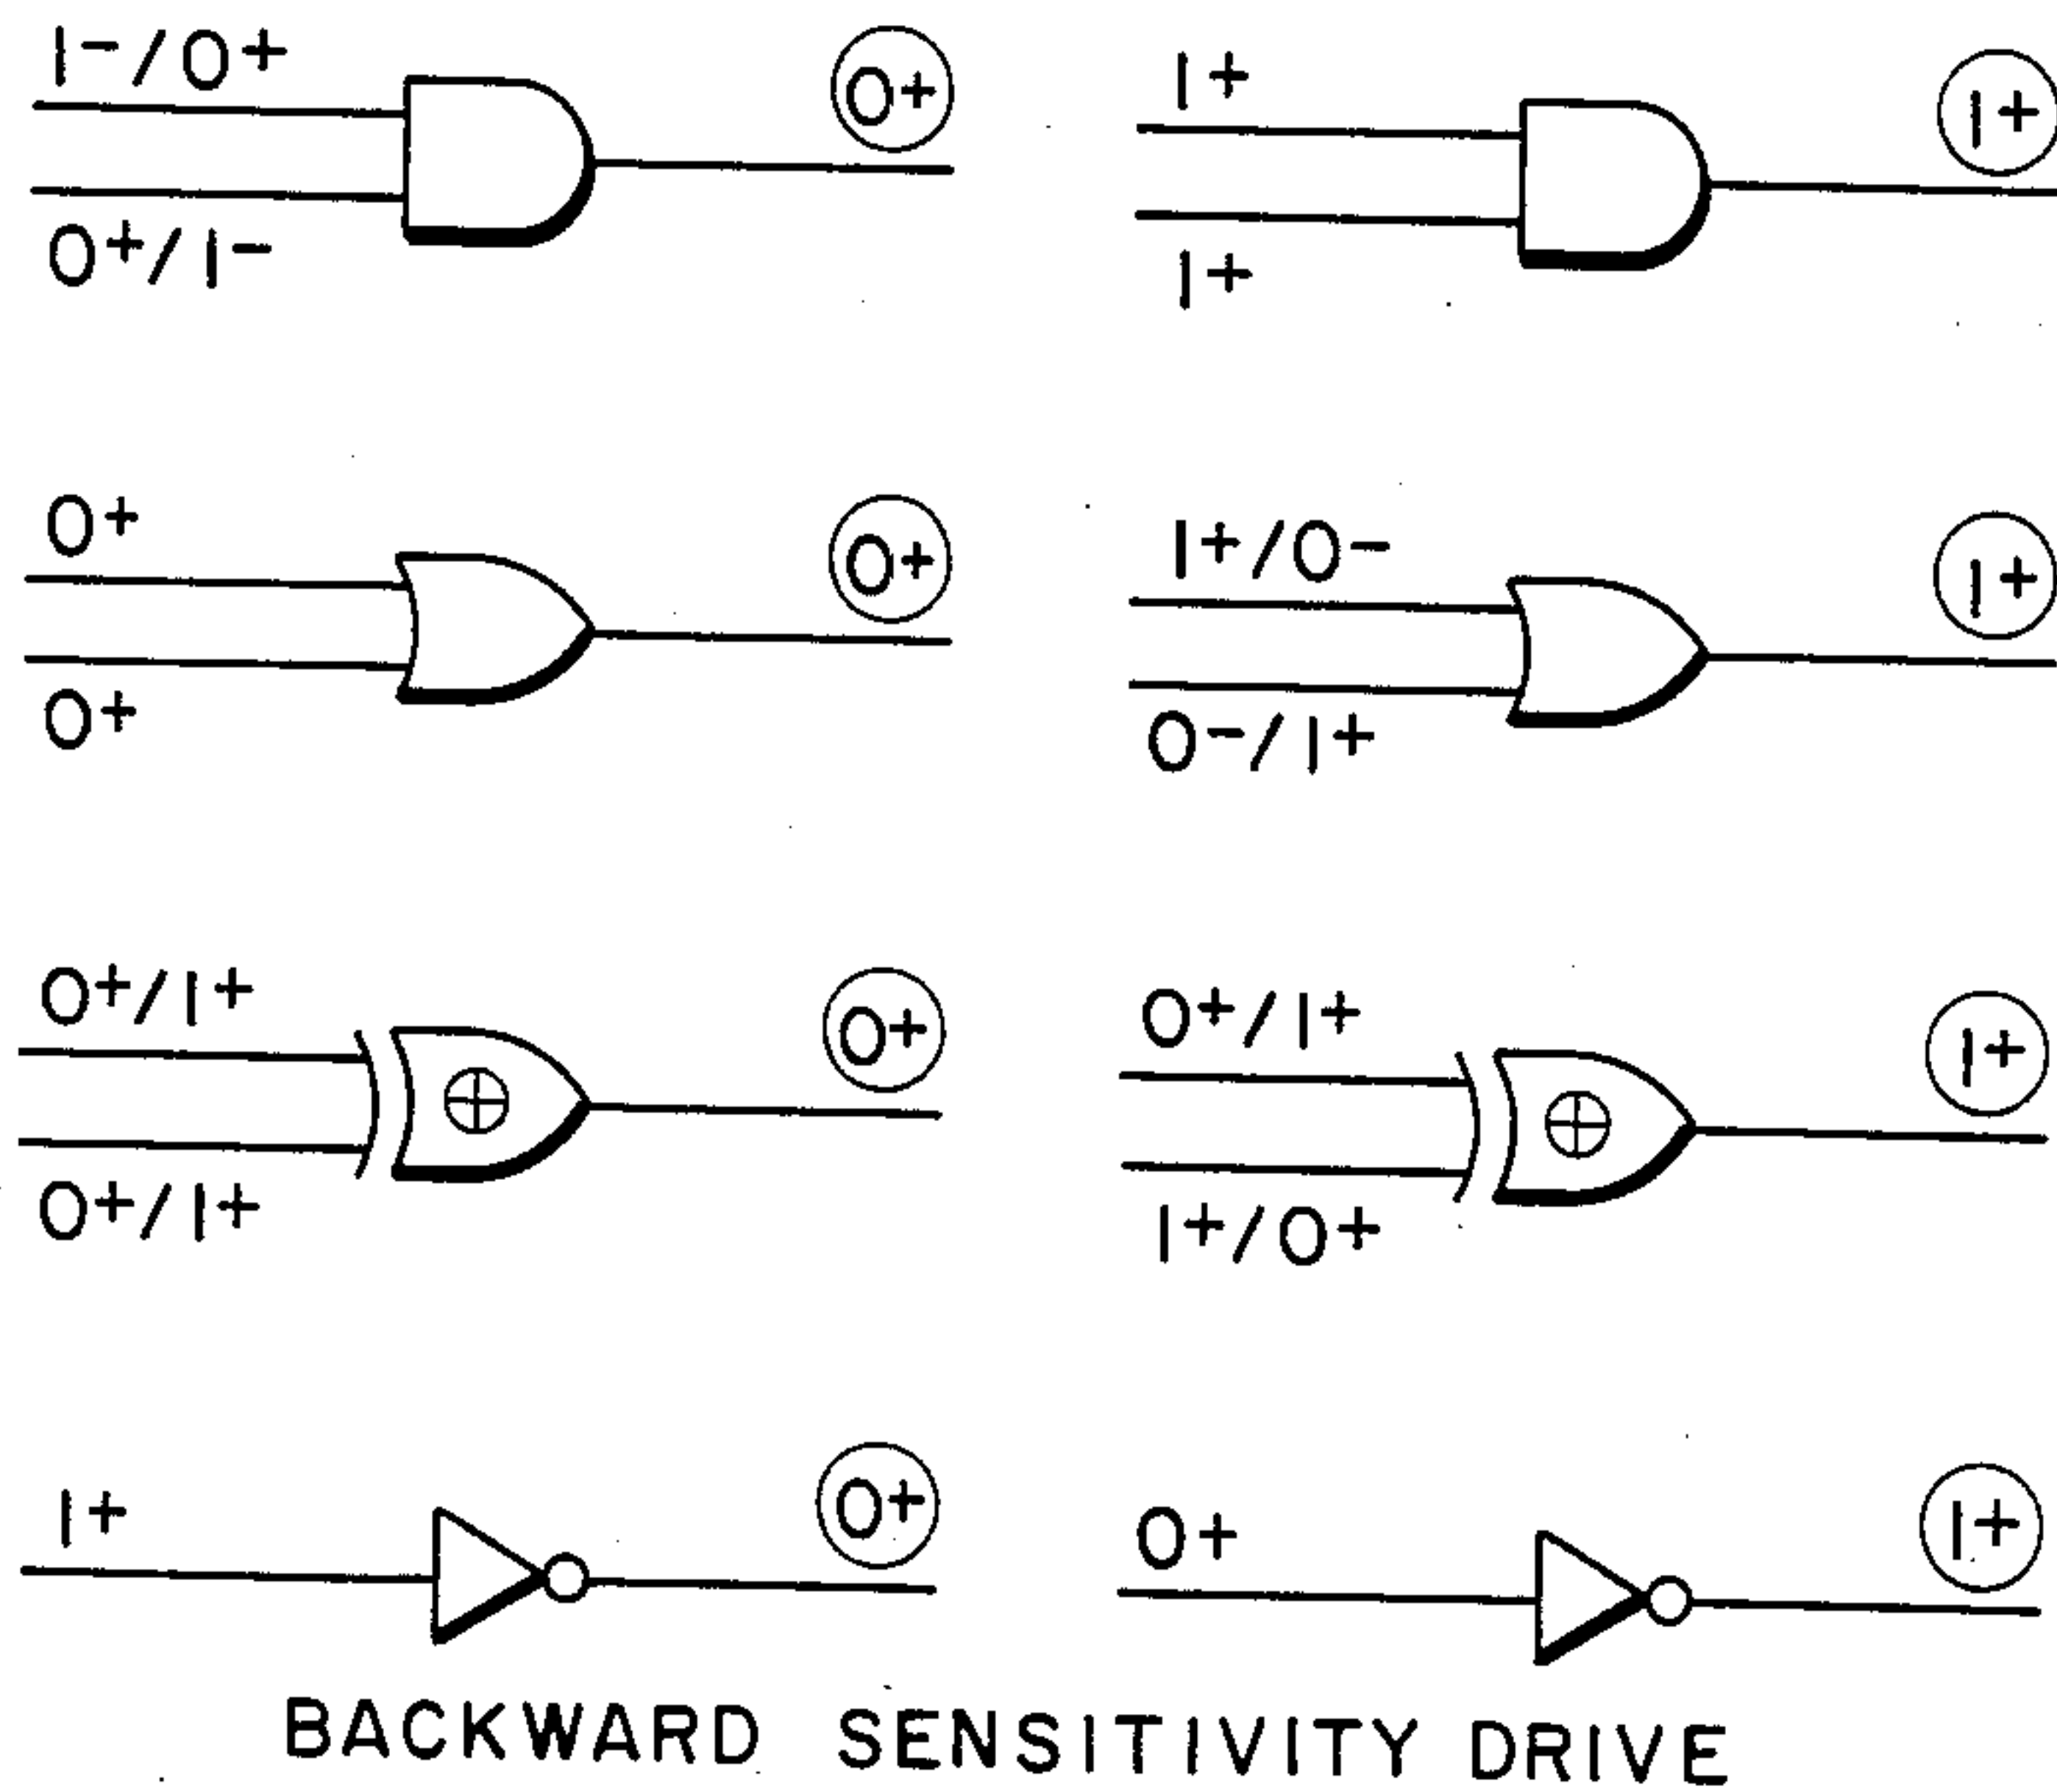 1-/0+ 0+ 1+ 1+
0+/1- 1+
0+ 0+ 1+/0- 1+
0+ 0-/1+
0+/1+ 0+ 0+/1+ 1+
⊕ ⊕
0+/1+ 1+/0+
1+ 0+ 0+ 1+
BACKWARD SENSITIVITY DRIVE